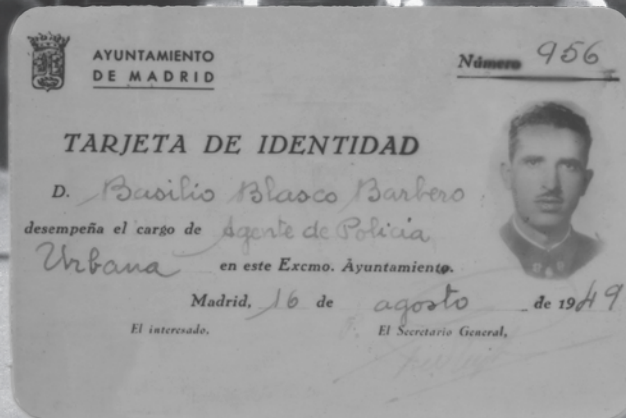 AYUNTAMIENTO
DE MADRID
Número 956
TARJETA DE IDENTIDAD
D. Basilio Blasco Barbero
desempeña el cargo de Agente de Policía
Urbana en este Excmo. Ayuntamiento.
Madrid, 16 de agosto de 1949
El interesado, El Secretario General,